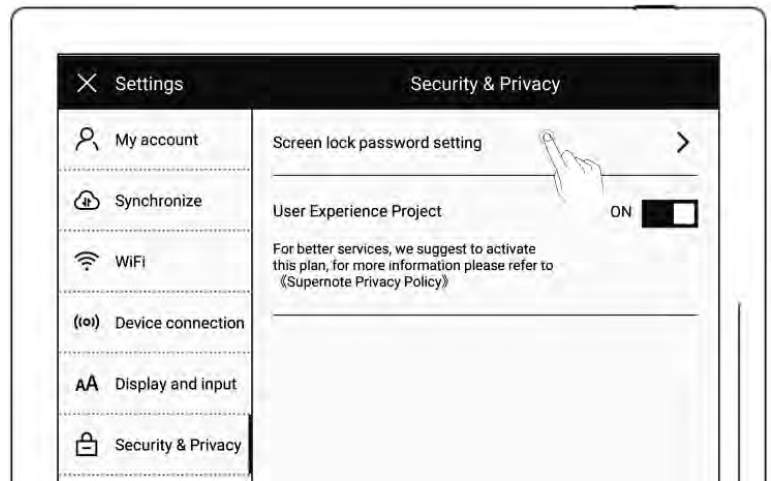 Settings
Security & Privacy
My account
Synchronize
WiFi
Device connection
Display and input
Security & Privacy
Screen lock password setting
User Experience Project
ON
For better services, we suggest to activate
this plan, for more information please refer to
《Supernote Privacy Policy》